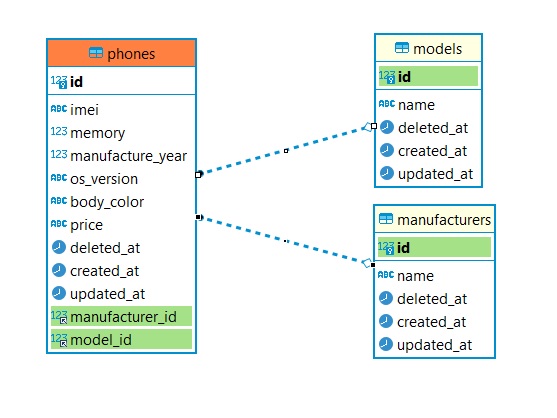 phones
123 id
ABC imei
123 memory
123 manufacture_year
ABC os_version
ABC body_color
ABC price
deleted_at
created_at
updated_at
123 manufacturer_id
123 model_id
models
123 id
ABC name
deleted_at
created_at
updated_at
manufacturers
123 id
ABC name
deleted_at
created_at
updated_at